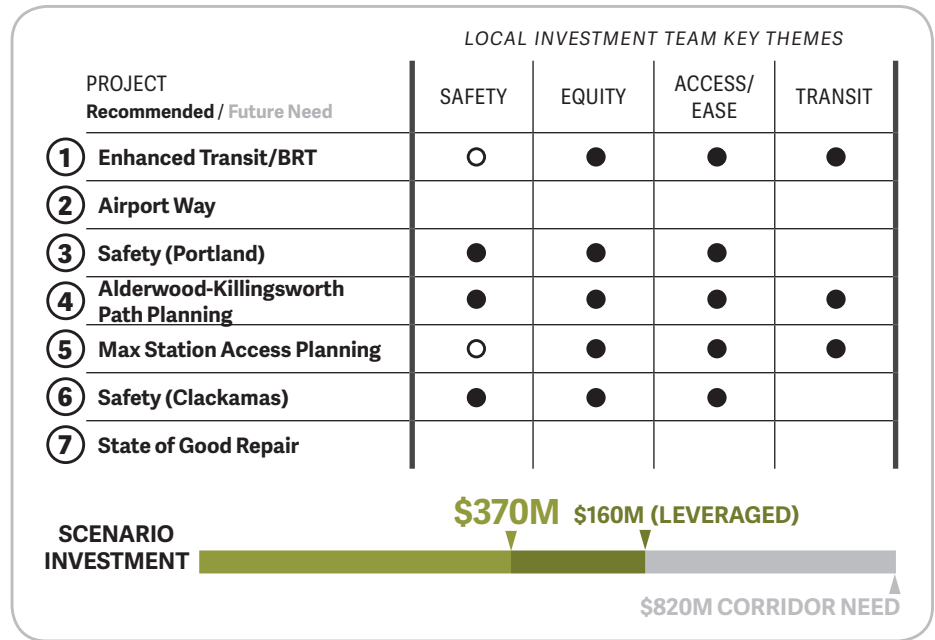 LOCAL INVESTMENT TEAM KEY THEMES
PROJECT
Recommended / Future Need
SAFETY
EQUITY
ACCESS/
EASE
TRANSIT
1 Enhanced Transit/BRT
2 Airport Way
3 Safety (Portland)
4 Alderwood-Killingsworth
Path Planning
5 Max Station Access Planning
6 Safety (Clackamas)
7 State of Good Repair
$370M $160M (LEVERAGED)
SCENARIO
INVESTMENT
$820M CORRIDOR NEED